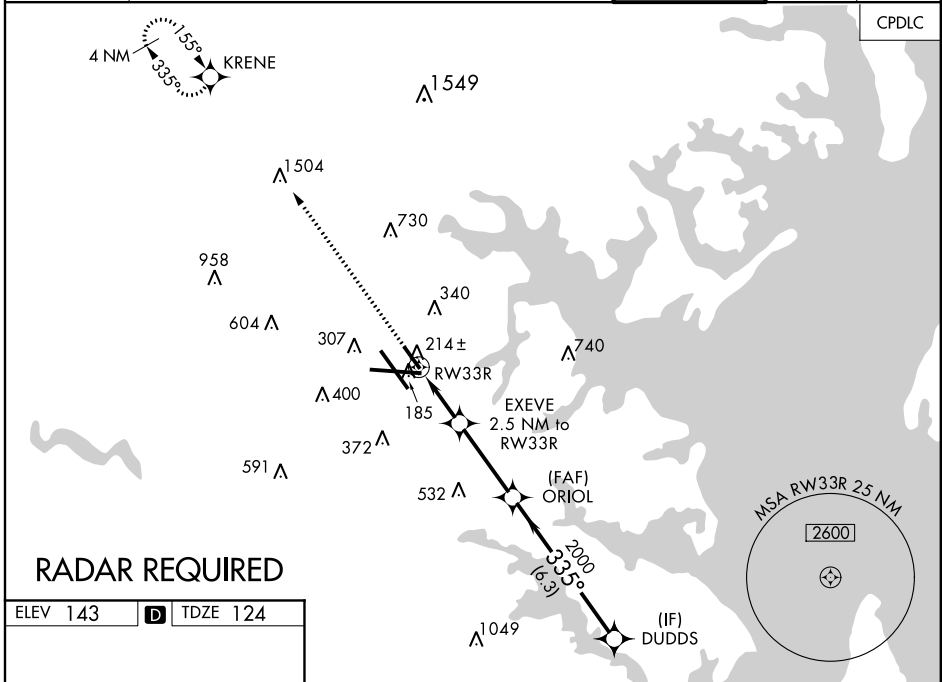 CPDLC
4 NM
155°
335°
KRENE
1549
1504
730
958
340
604
307
214±
740
RW33R
400
185
EXEVE
2.5 NM to
RW33R
372
591
532
(FAF)
ORIOL
MSA RW33R 25 NM
2600
2000
335°
(6.3)
RADAR REQUIRED
ELEV 143 D TDZE 124
1049
(IF)
DUDDS